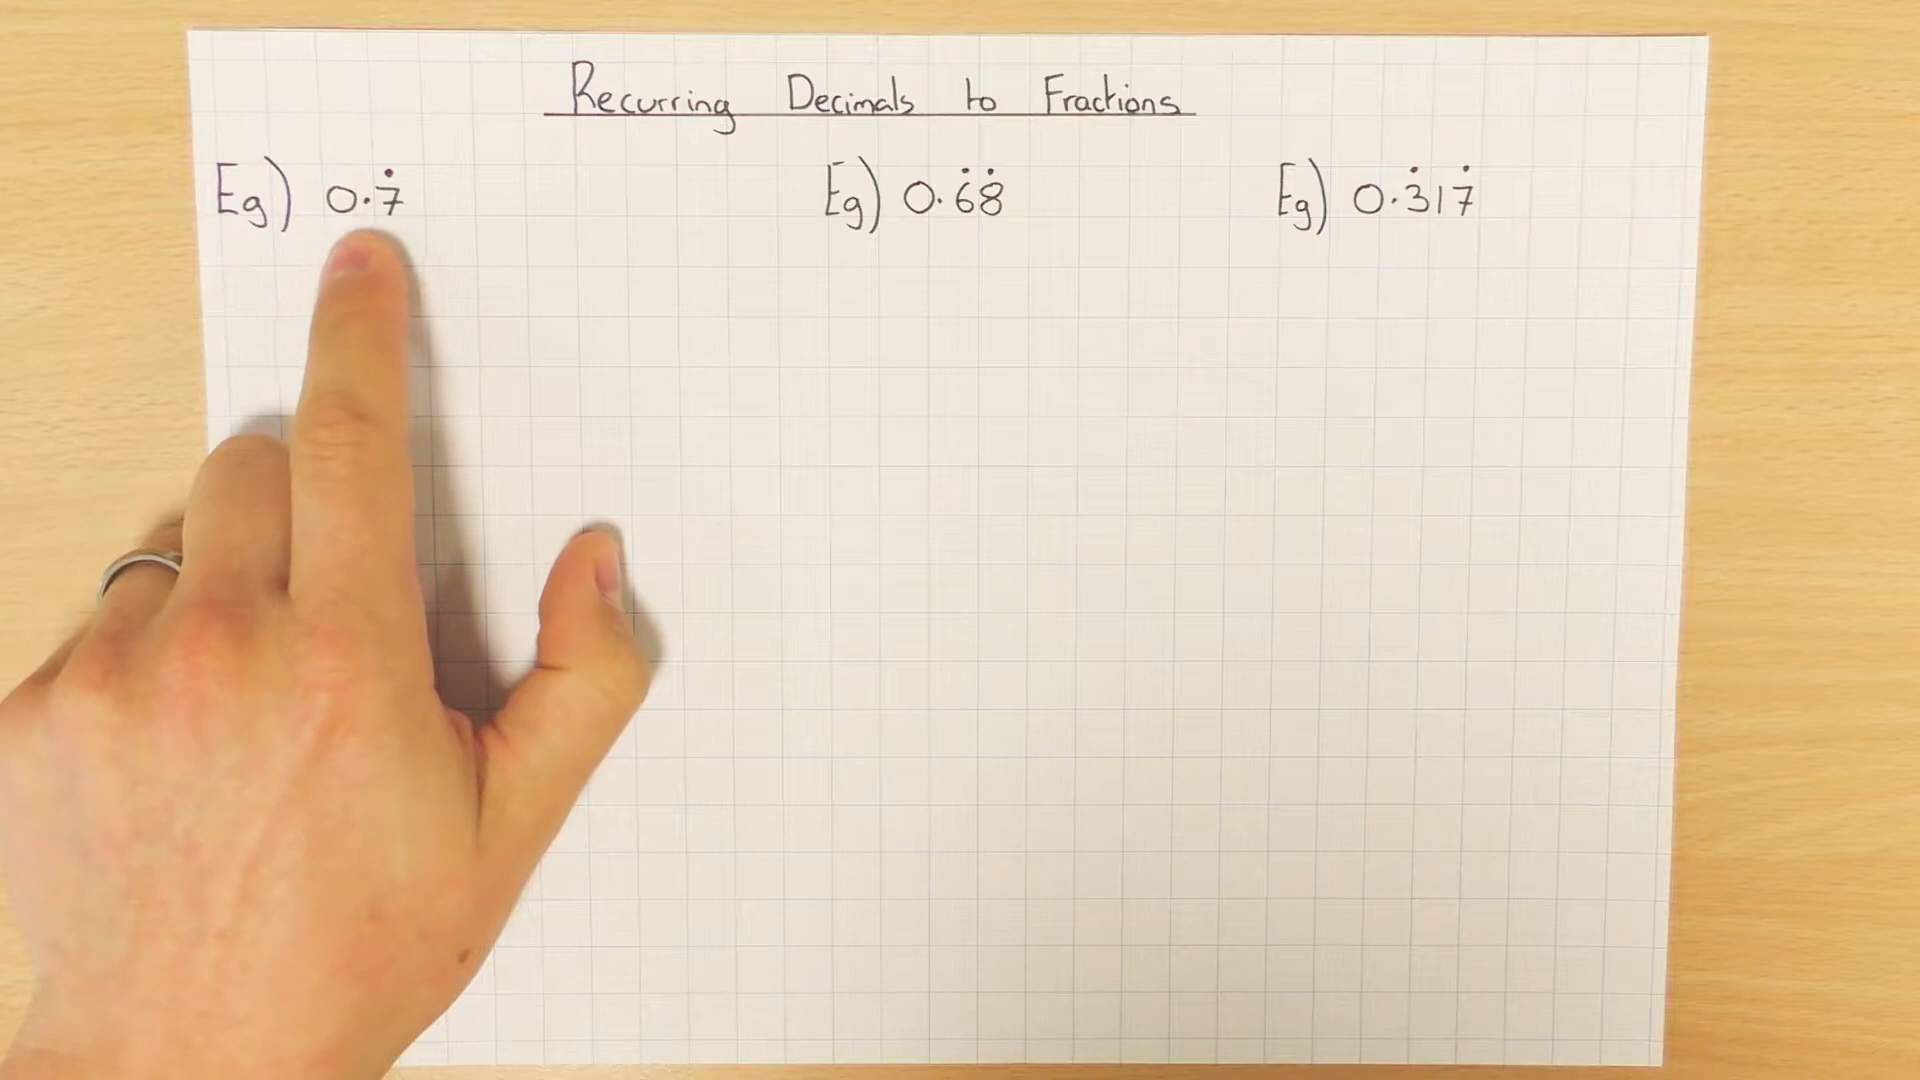 Recurring Decimals to Fractions
Eg) 0.7̇
Eg) 0.6̇8̇
Eg) 0.3̇17̇